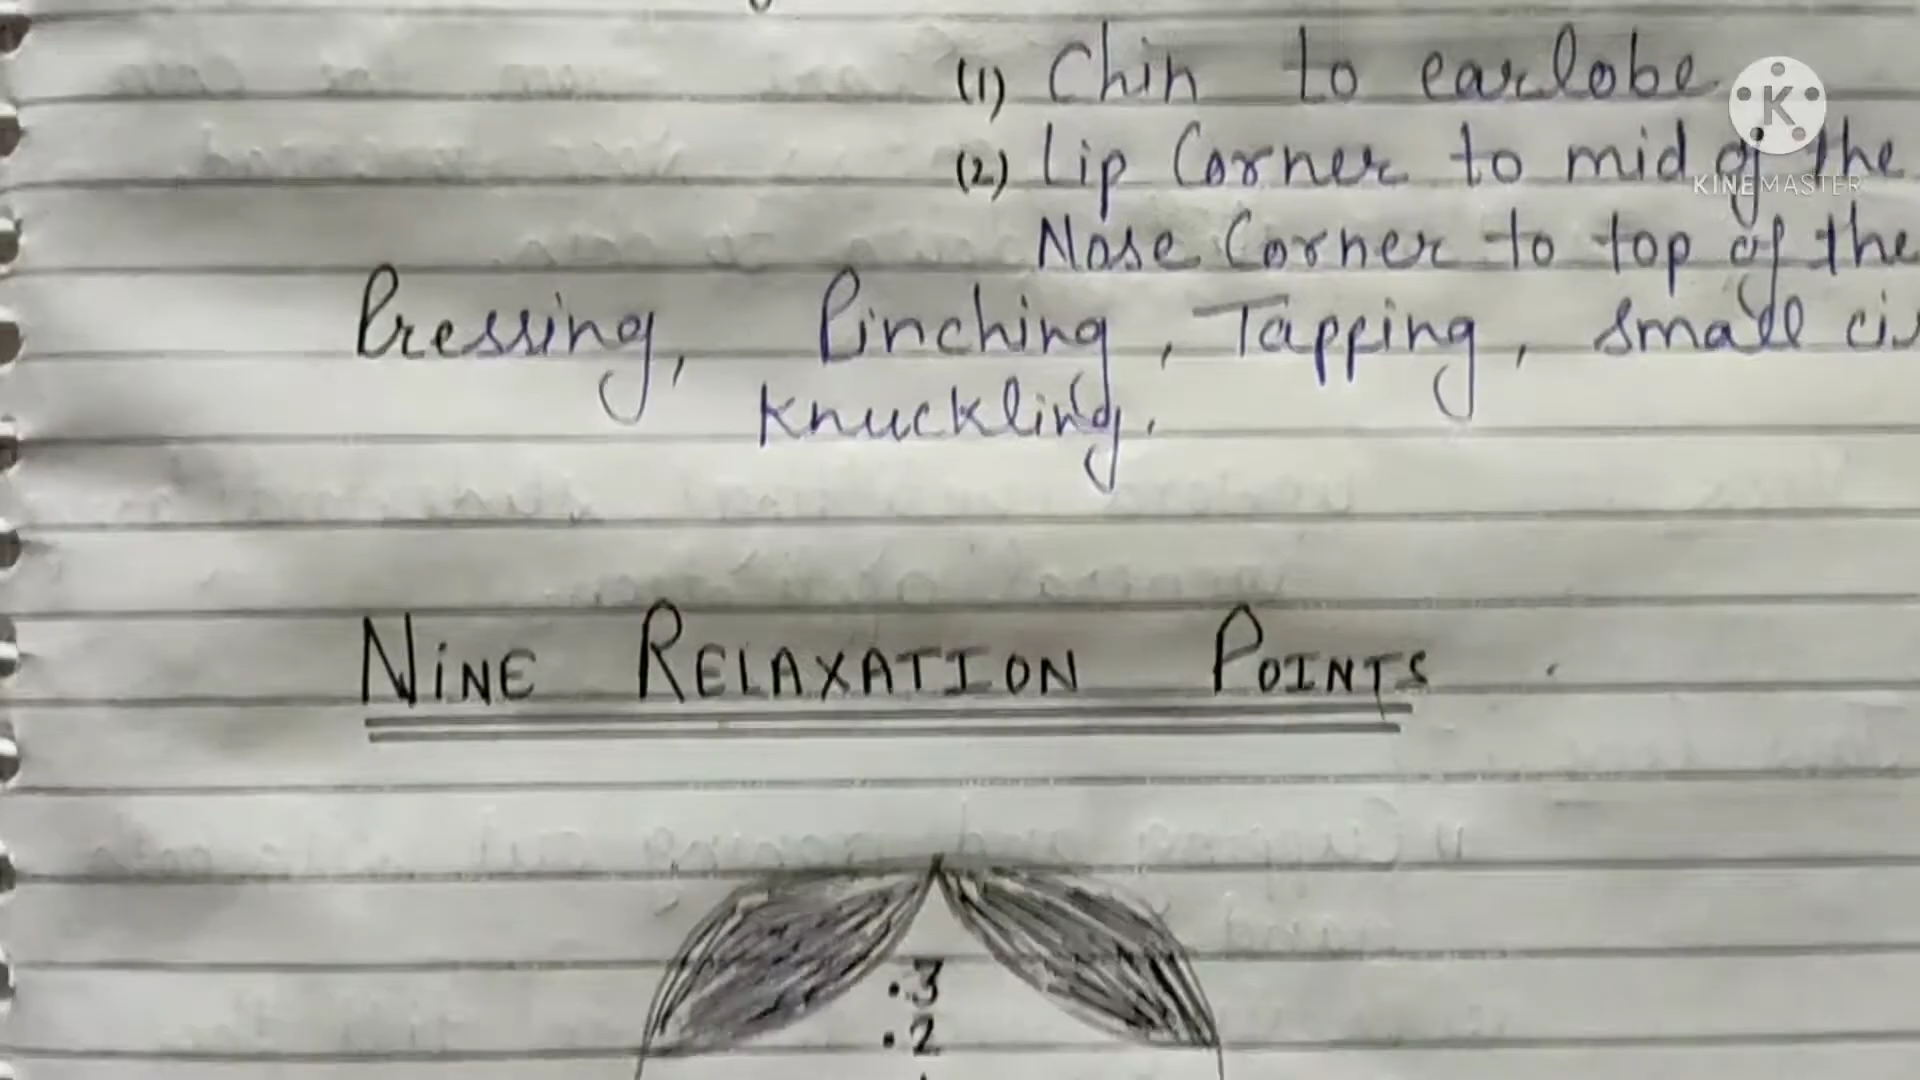 (1) Chin to earlobe
(2) Lip Corner to mid of the
Nose Corner to top of the
Pressing, Pinching, Tapping, small
knuckling.
NINE RELAXATION POINTS
.3
.2
K
KINEMASTER